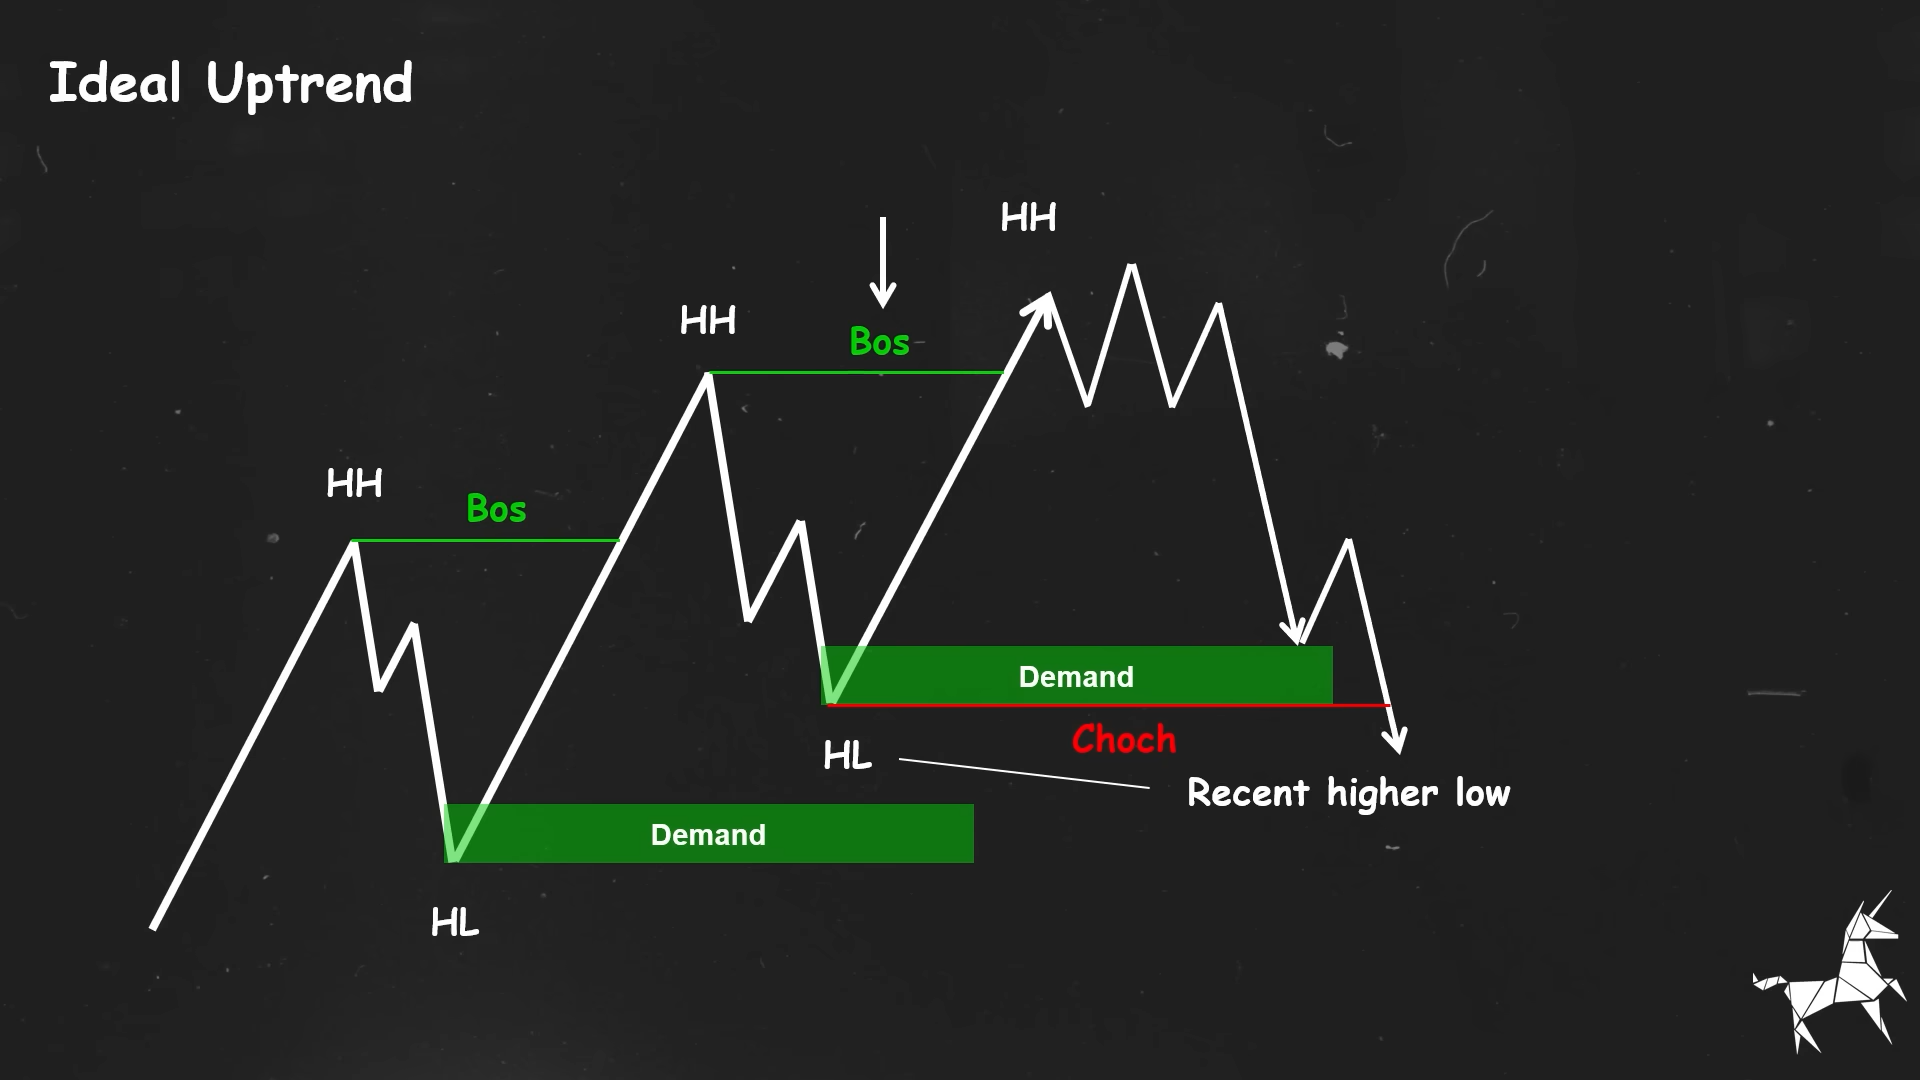 Ideal Uptrend
HH
HH
Bos
HH
Bos
Demand
Choch
HL
Recent higher low
Demand
HL